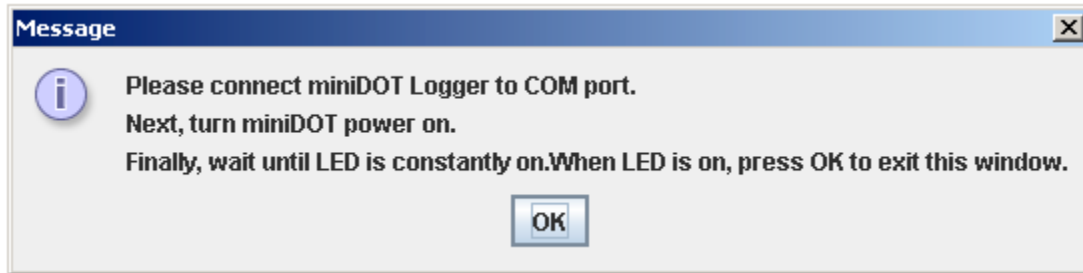 Message
Please connect miniDOT Logger to COM port.
Next, turn miniDOT power on.
Finally, wait until LED is constantly on.When LED is on, press OK to exit this window.
OK